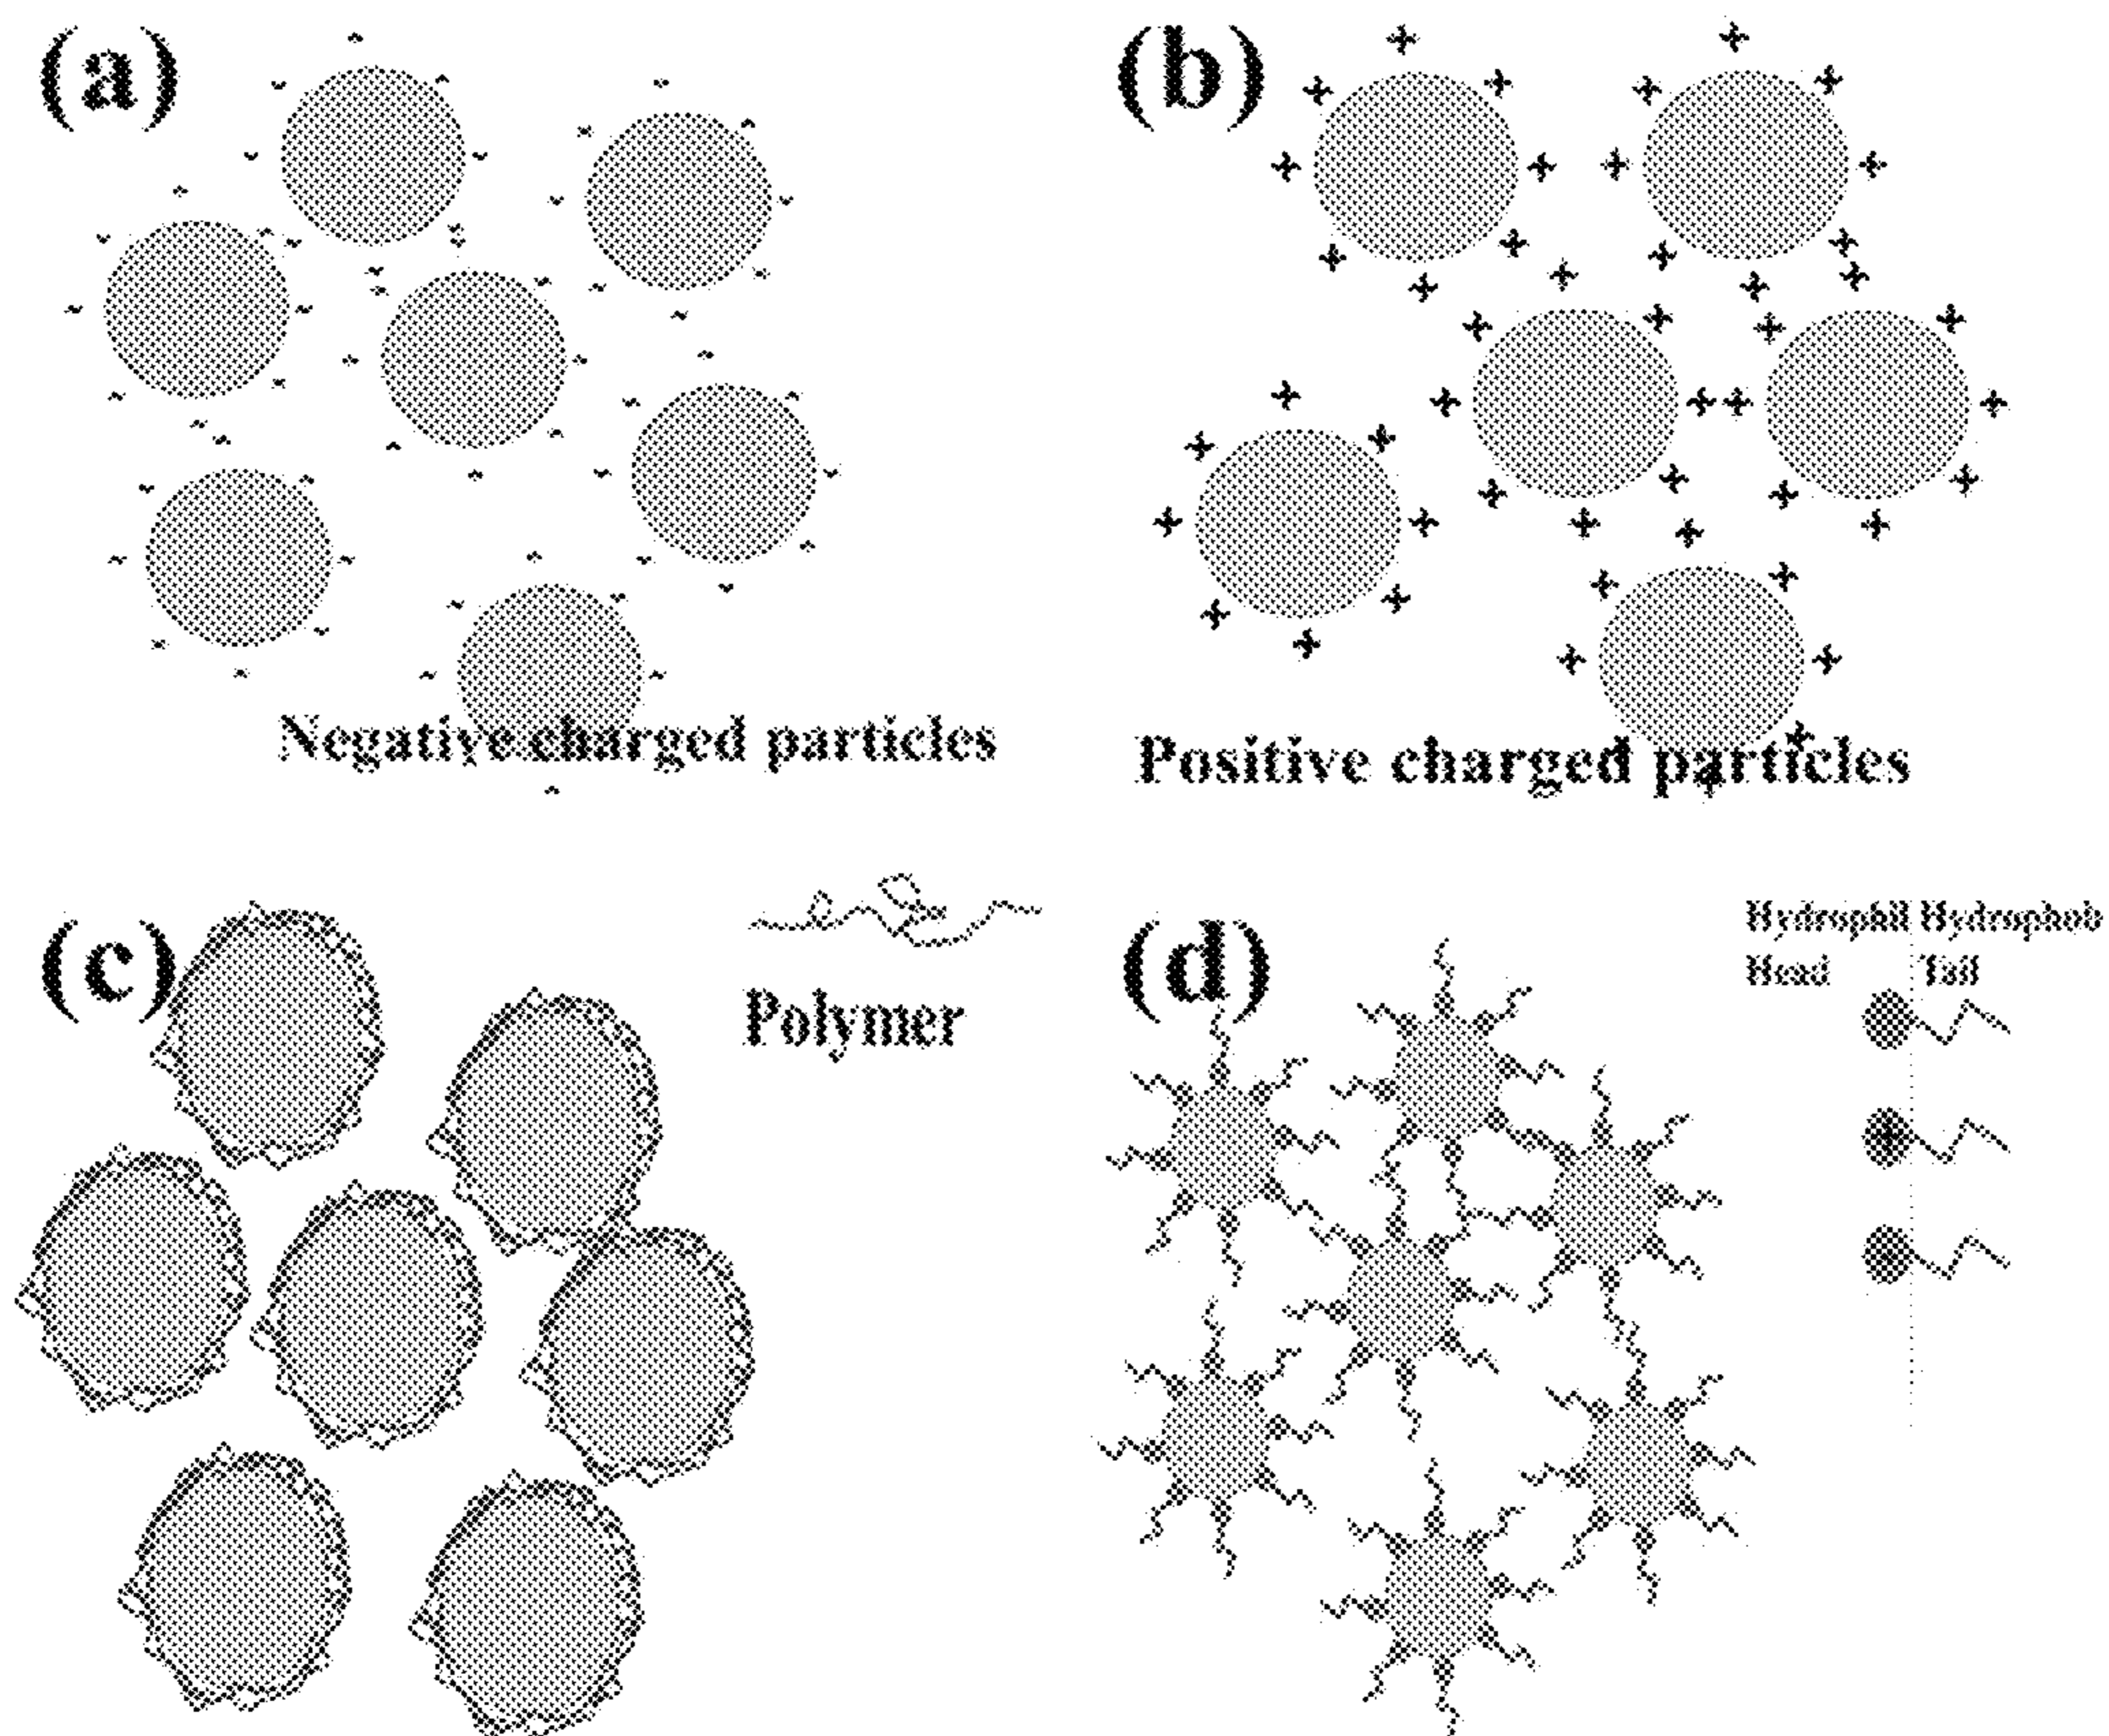 (a)
(b)
Negative charged particles
Positive charged particles
(c)
Polymer
(d)
Hydrophil Hydrophob
Head Tail